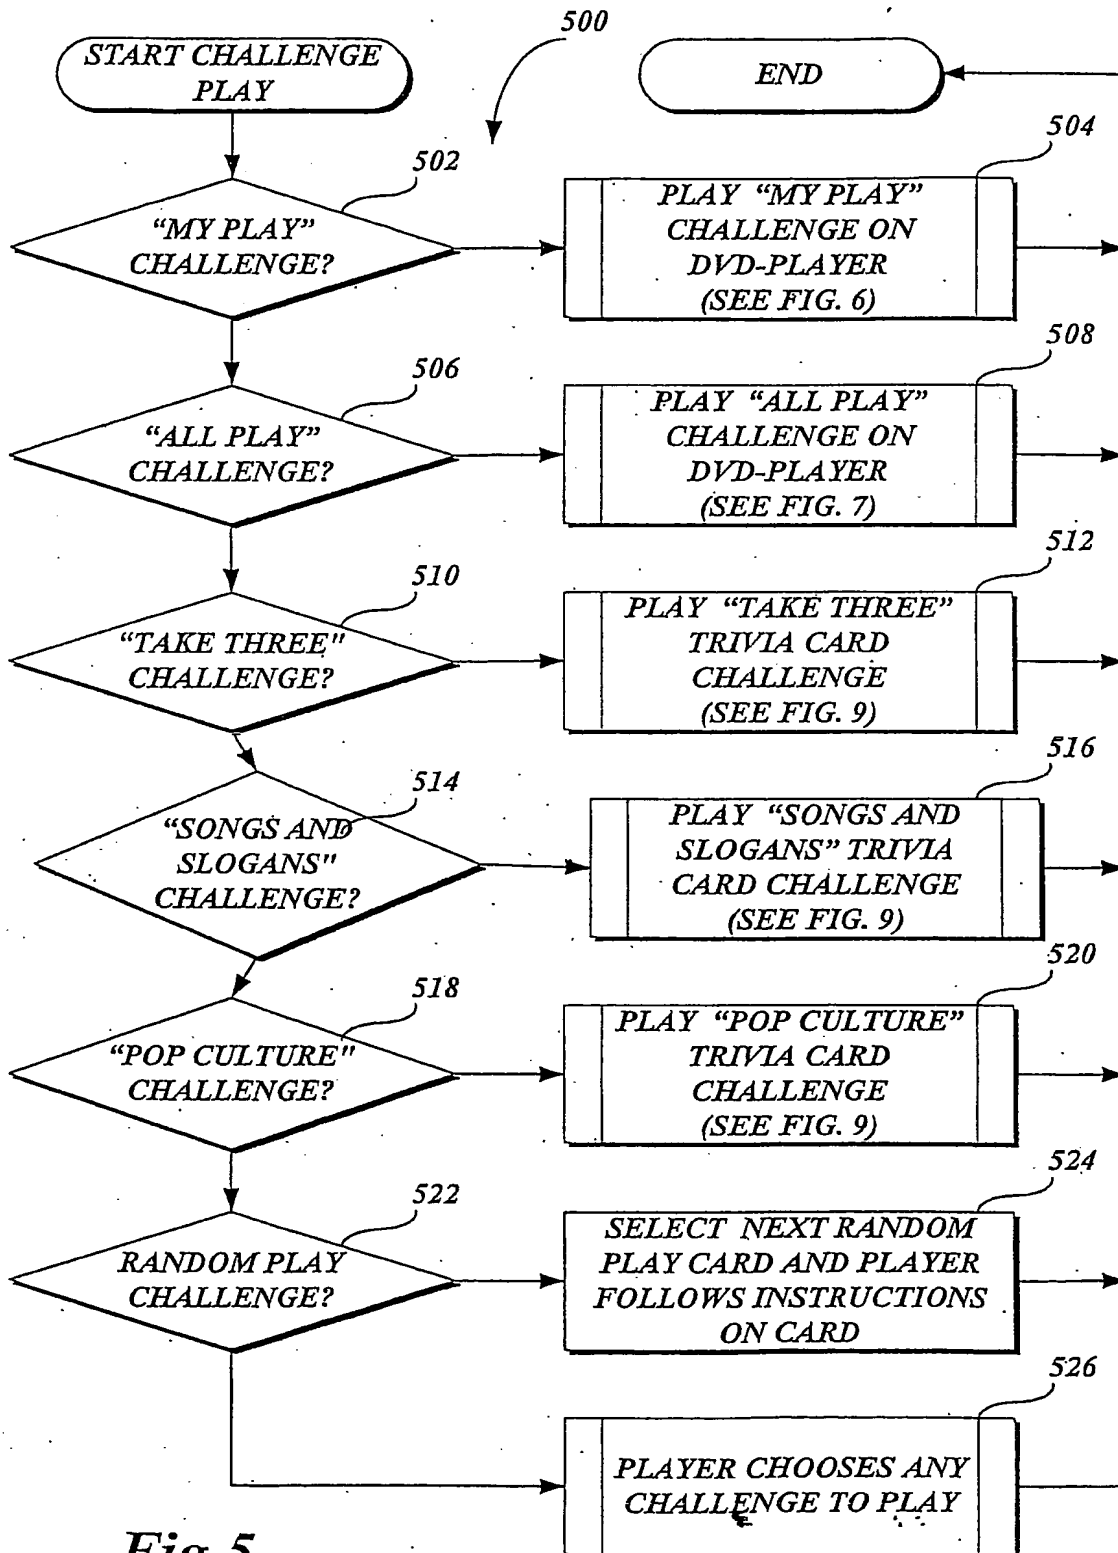 500
START CHALLENGE
PLAY
END
502
“MY PLAY”
CHALLENGE?
504
PLAY “MY PLAY”
CHALLENGE ON
DVD-PLAYER
(SEE FIG. 6)
506
“ALL PLAY”
CHALLENGE?
508
PLAY “ALL PLAY”
CHALLENGE ON
DVD-PLAYER
(SEE FIG. 7)
510
“TAKE THREE"
CHALLENGE?
512
PLAY “TAKE THREE”
TRIVIA CARD
CHALLENGE
(SEE FIG. 9)
514
“SONGS AND
SLOGANS"
CHALLENGE?
516
PLAY “SONGS AND
SLOGANS” TRIVIA
CARD CHALLENGE
(SEE FIG. 9)
518
“POP CULTURE"
CHALLENGE?
520
PLAY “POP CULTURE”
TRIVIA CARD
CHALLENGE
(SEE FIG. 9)
522
RANDOM PLAY
CHALLENGE?
524
SELECT NEXT RANDOM
PLAY CARD AND PLAYER
FOLLOWS INSTRUCTIONS
ON CARD
526
PLAYER CHOOSES ANY
CHALLENGE TO PLAY
Fig.5